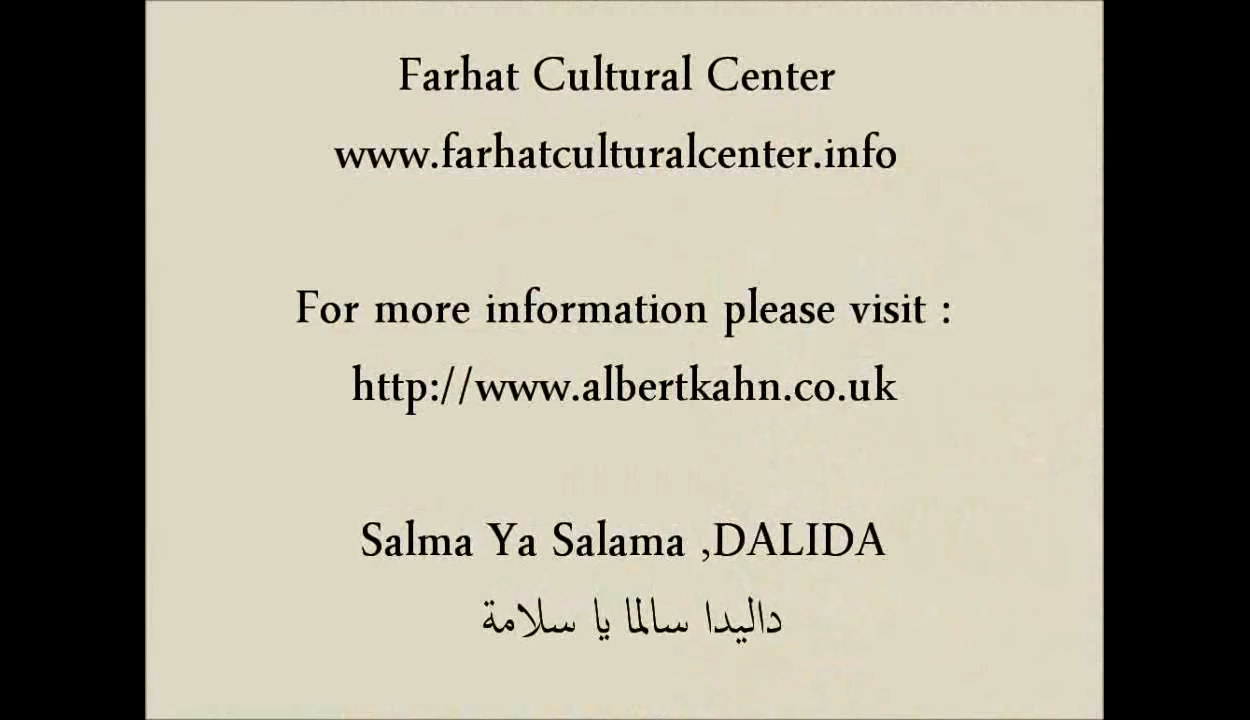 Farhat Cultural Center
www.farhatculturalcenter.info
For more information please visit :
http://www.albertkahn.co.uk
Salma Ya Salama ,DALIDA
داليدا سالما يا سلامة